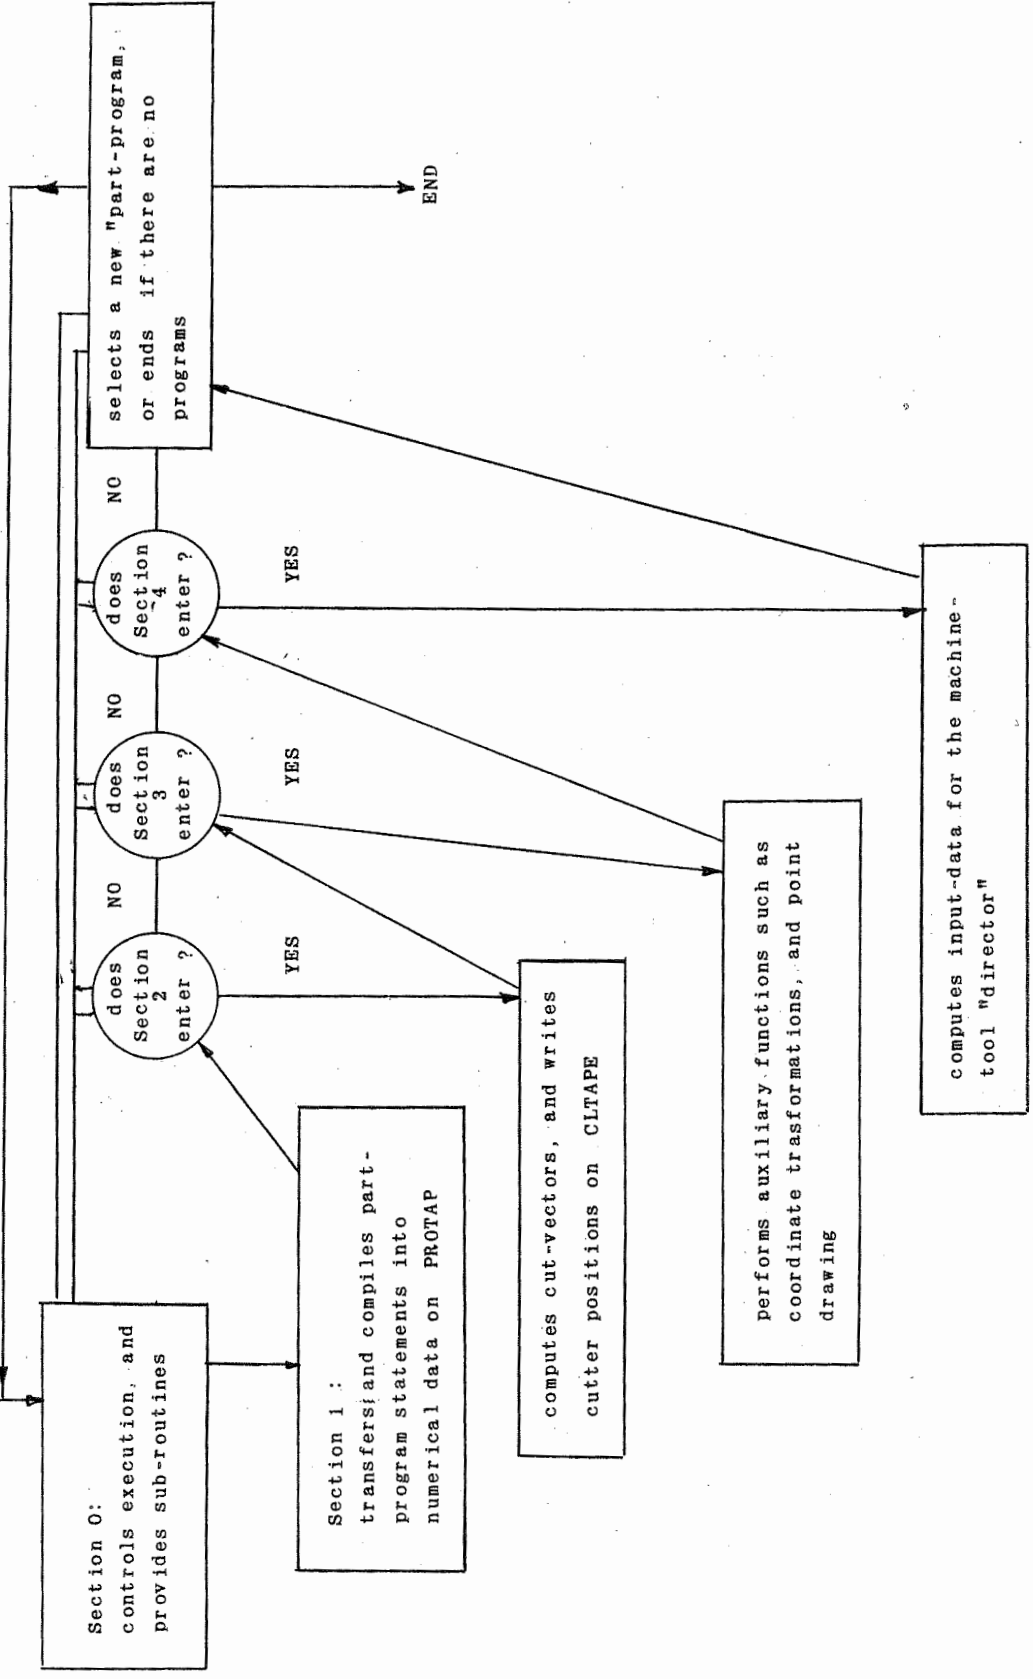 Section 0:
controls execution, and
provides sub-routines
Section 1 :
transfers and compiles part-
program statements into
numerical data on PROTAP
does
Section
2
enter ?
NO
YES
computes cut-vectors, and writes
cutter positions on CLTAPE
does
Section
3
enter ?
NO
YES
performs auxiliary functions such as
coordinate trasformations, and point
drawing
does
Section
4
enter ?
NO
YES
computes input-data for the machine-
tool "director"
selects a new "part-program,
or ends if there are no
programs
END